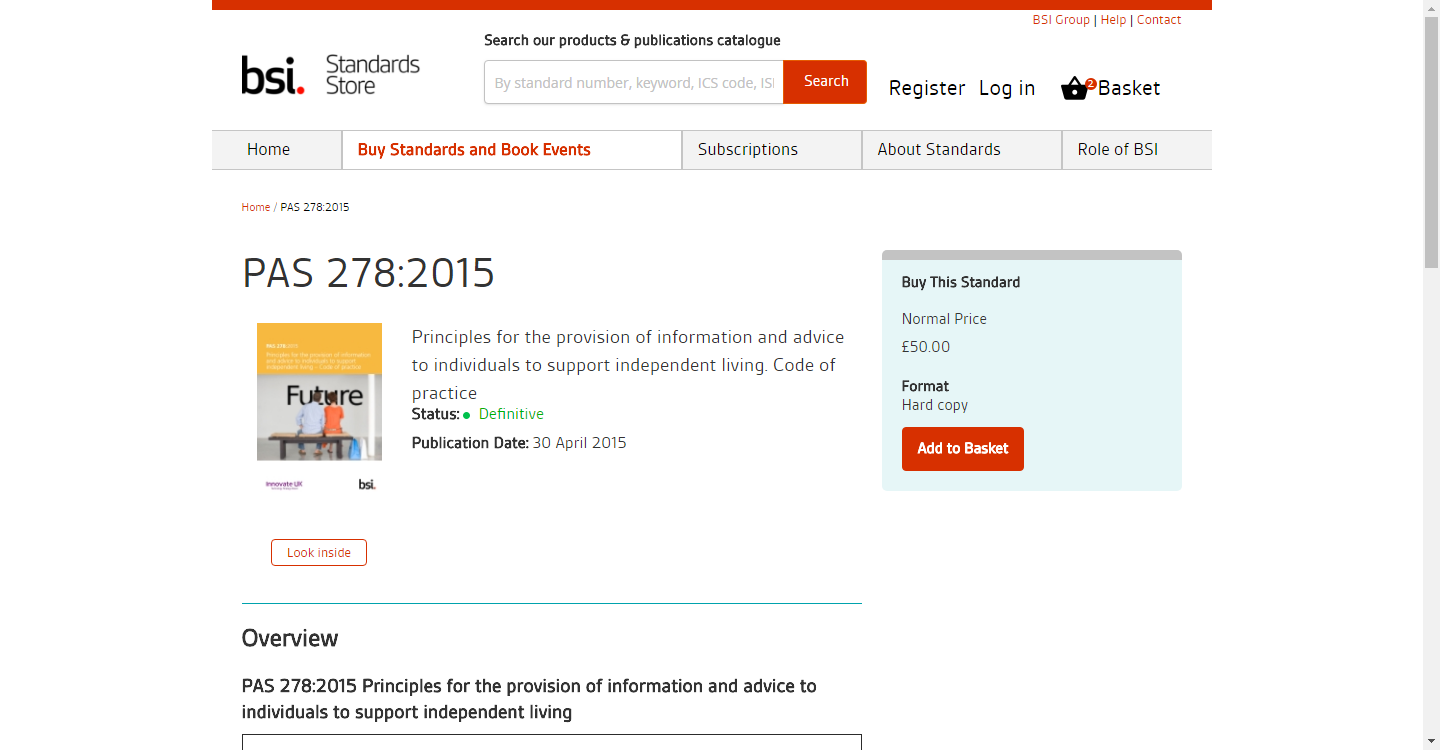 BSI Group | Help | Contact
Search our products & publications catalogue
bsi.
Standards
Store
By standard number, keyword, ICS code, ISI
Search
Register
Log in
2
Basket
Home
Buy Standards and Book Events
Subscriptions
About Standards
Role of BSI
Home / PAS 278:2015
PAS 278:2015
PAS 278:2015
Principles for the provision of information
and advice to individuals to support
independent living – Code of practice
Future
Innovate UK
bsi.
Look inside
Principles for the provision of information and advice
to individuals to support independent living. Code of
practice
Status: Definitive
Publication Date: 30 April 2015
Buy This Standard
Normal Price
£50.00
Format
Hard copy
Add to Basket
Overview
PAS 278:2015 Principles for the provision of information and advice to
individuals to support independent living